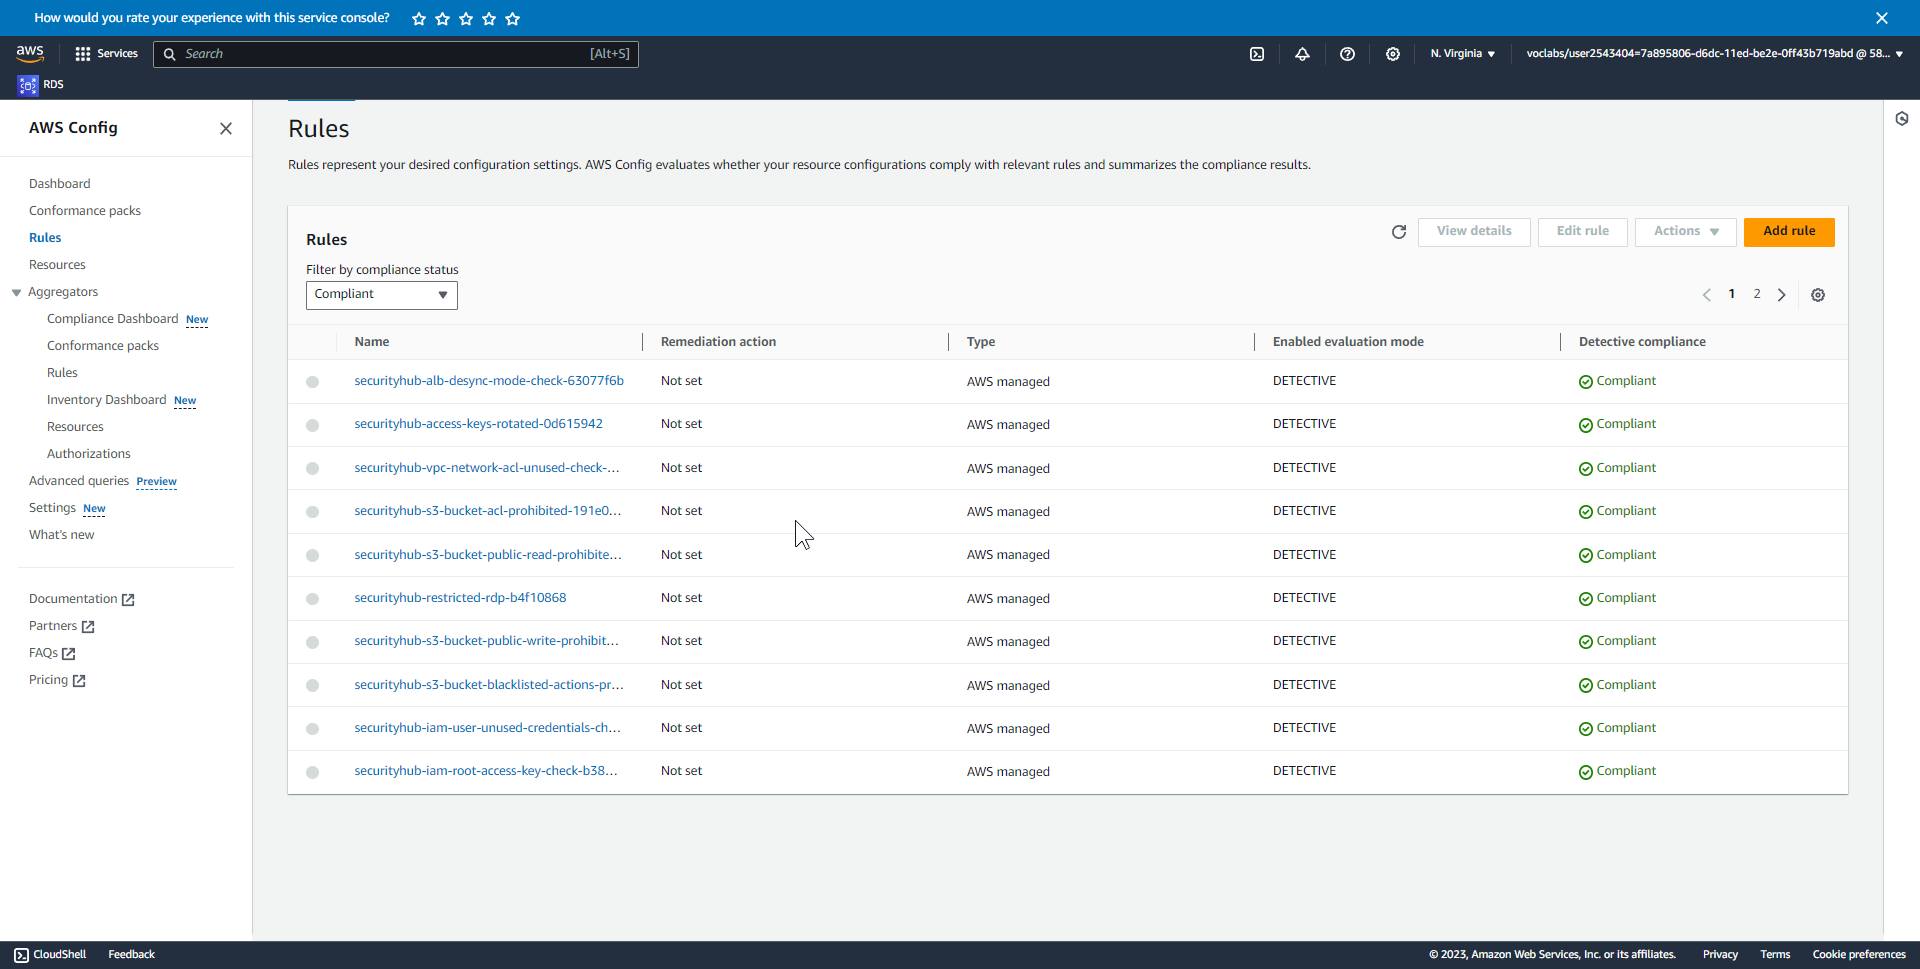 How would you rate your experience with this service console?
aws
Services
Search
[Alt+S]
N. Virginia
voclabs/user2543404=7a895806-d6dc-11ed-be2e-0ff43b719abd @ 58...
RDS
AWS Config
Dashboard
Conformance packs
Rules
Resources
Aggregators
Compliance Dashboard New
Conformance packs
Rules
Inventory Dashboard New
Resources
Authorizations
Advanced queries Preview
Settings New
What's new
Documentation
Partners
FAQs
Pricing
Rules
Rules represent your desired configuration settings. AWS Config evaluates whether your resource configurations comply with relevant rules and summarizes the compliance results.
Rules
View details
Edit rule
Actions
Add rule
Filter by compliance status
Compliant
1 2
Name Remediation action Type Enabled evaluation mode Detective compliance
securityhub-alb-desync-mode-check-63077f6b Not set AWS managed DETECTIVE Compliant
securityhub-access-keys-rotated-0d615942 Not set AWS managed DETECTIVE Compliant
securityhub-vpc-network-acl-unused-check-... Not set AWS managed DETECTIVE Compliant
securityhub-s3-bucket-acl-prohibited-191e0... Not set AWS managed DETECTIVE Compliant
securityhub-s3-bucket-public-read-prohibite... Not set AWS managed DETECTIVE Compliant
securityhub-restricted-rdp-b4f10868 Not set AWS managed DETECTIVE Compliant
securityhub-s3-bucket-public-write-prohibit... Not set AWS managed DETECTIVE Compliant
securityhub-s3-bucket-blacklisted-actions-pr... Not set AWS managed DETECTIVE Compliant
securityhub-iam-user-unused-credentials-ch... Not set AWS managed DETECTIVE Compliant
securityhub-iam-root-access-key-check-b38... Not set AWS managed DETECTIVE Compliant
CloudShell
Feedback
© 2023, Amazon Web Services, Inc. or its affiliates.
Privacy
Terms
Cookie preferences